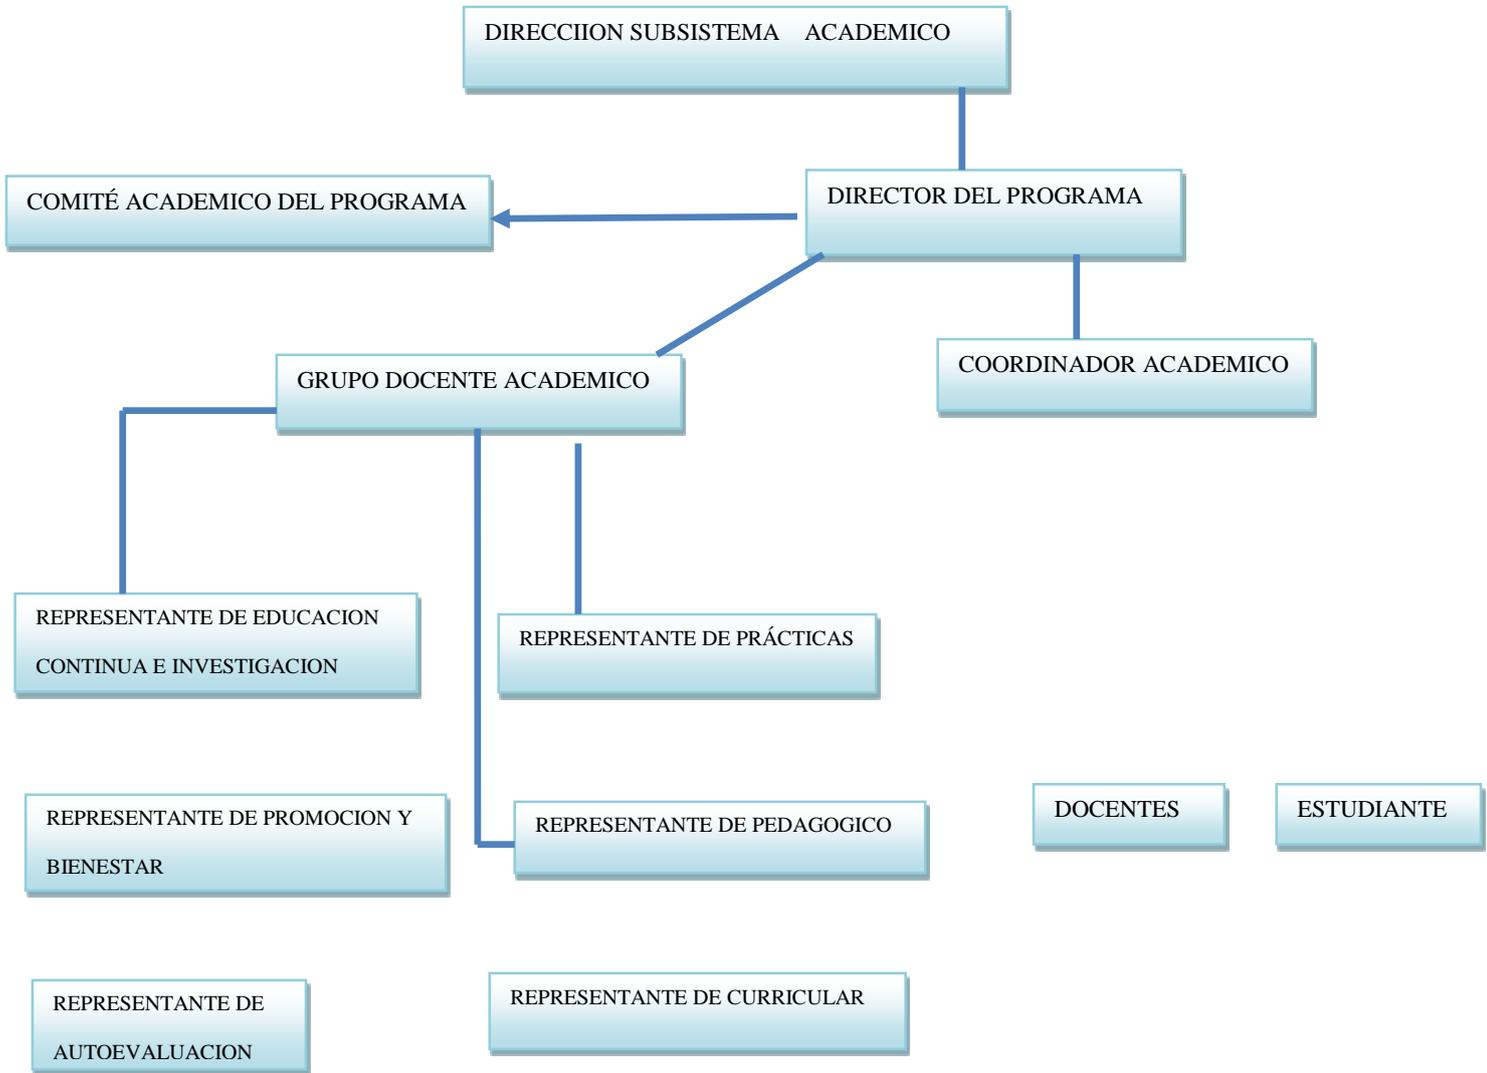 DIRECCIION SUBSISTEMA ACADEMICO
COMITÉ ACADEMICO DEL PROGRAMA
DIRECTOR DEL PROGRAMA
GRUPO DOCENTE ACADEMICO
COORDINADOR ACADEMICO
REPRESENTANTE DE EDUCACION
CONTINUA E INVESTIGACION
REPRESENTANTE DE PRÁCTICAS
REPRESENTANTE DE PROMOCION Y
BIENESTAR
REPRESENTANTE DE PEDAGOGICO
DOCENTES
ESTUDIANTE
REPRESENTANTE DE
AUTOEVALUACION
REPRESENTANTE DE CURRICULAR